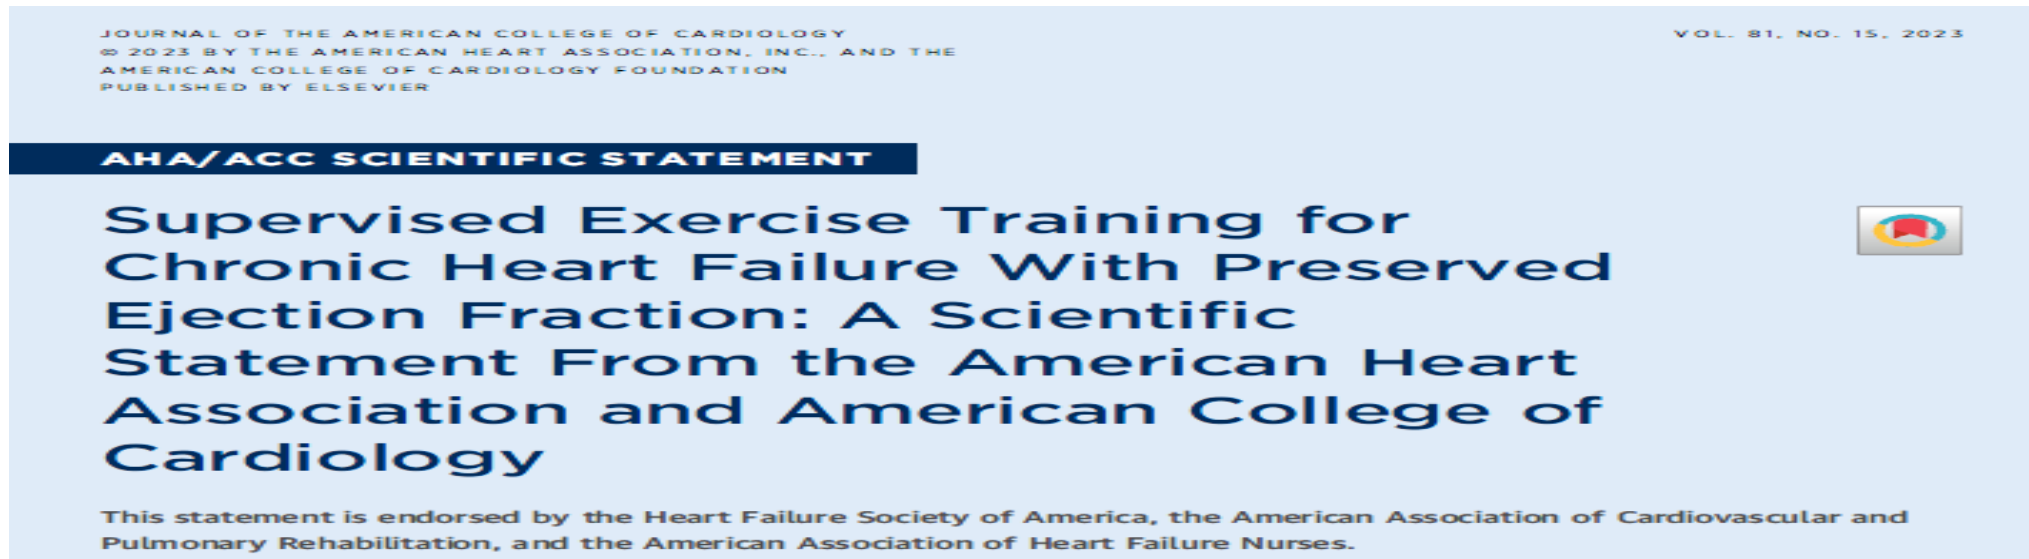 JOURNAL OF THE AMERICAN COLLEGE OF CARDIOLOGY
© 2023 BY THE AMERICAN HEART ASSOCIATION, INC., AND THE
AMERICAN COLLEGE OF CARDIOLOGY FOUNDATION
PUBLISHED BY ELSEVIER
VOL. 81, NO. 15, 2023
AHA/ACC SCIENTIFIC STATEMENT
Supervised Exercise Training for
Chronic Heart Failure With Preserved
Ejection Fraction: A Scientific
Statement From the American Heart
Association and American College of
Cardiology
This statement is endorsed by the Heart Failure Society of America, the American Association of Cardiovascular and
Pulmonary Rehabilitation, and the American Association of Heart Failure Nurses.